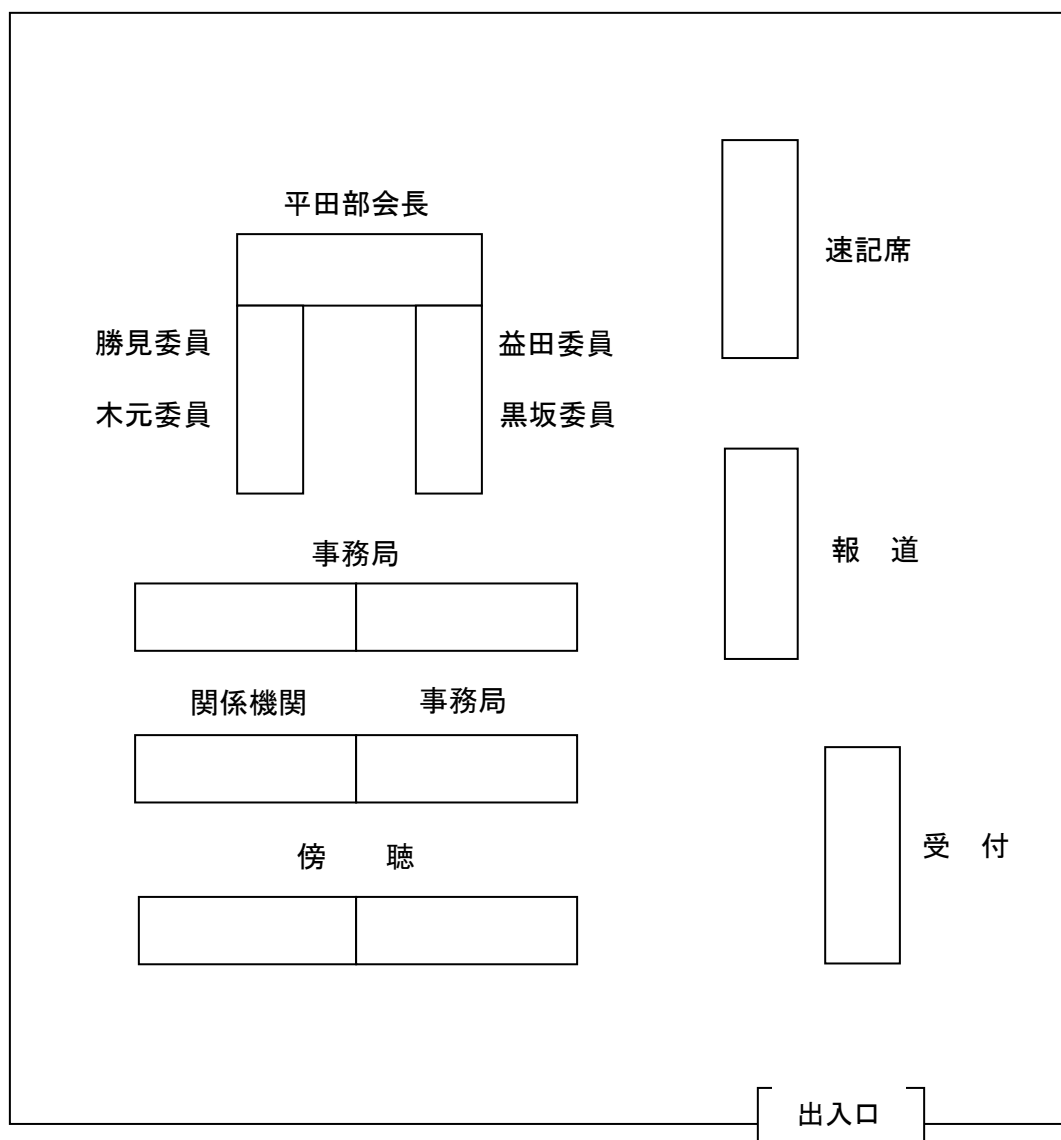 平田部会長
速記席
勝見委員
益田委員
木元委員
黒坂委員
事務局
報　道
関係機関
事務局
受　付
傍　　聴
出入口